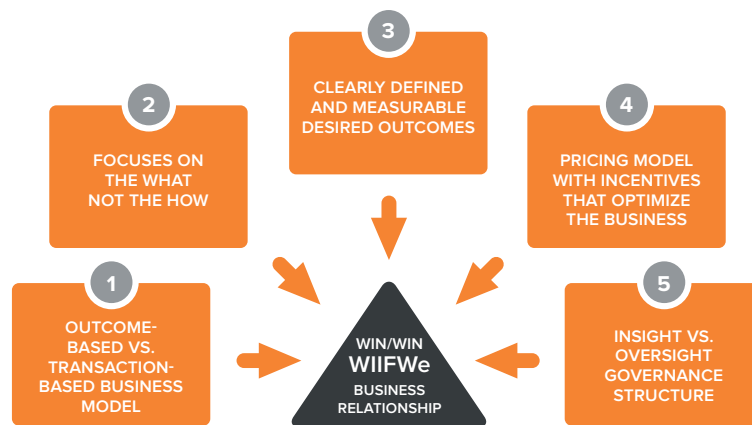 1
OUTCOME-
BASED VS.
TRANSACTION-
BASED BUSINESS
MODEL
2
FOCUSES ON
THE WHAT
NOT THE HOW
3
CLEARLY DEFINED
AND MEASURABLE
DESIRED OUTCOMES
4
PRICING MODEL
WITH INCENTIVES
THAT OPTIMIZE
THE BUSINESS
5
INSIGHT VS.
OVERSIGHT
GOVERNANCE
STRUCTURE
WIN/WIN
WIIFWe
BUSINESS
RELATIONSHIP